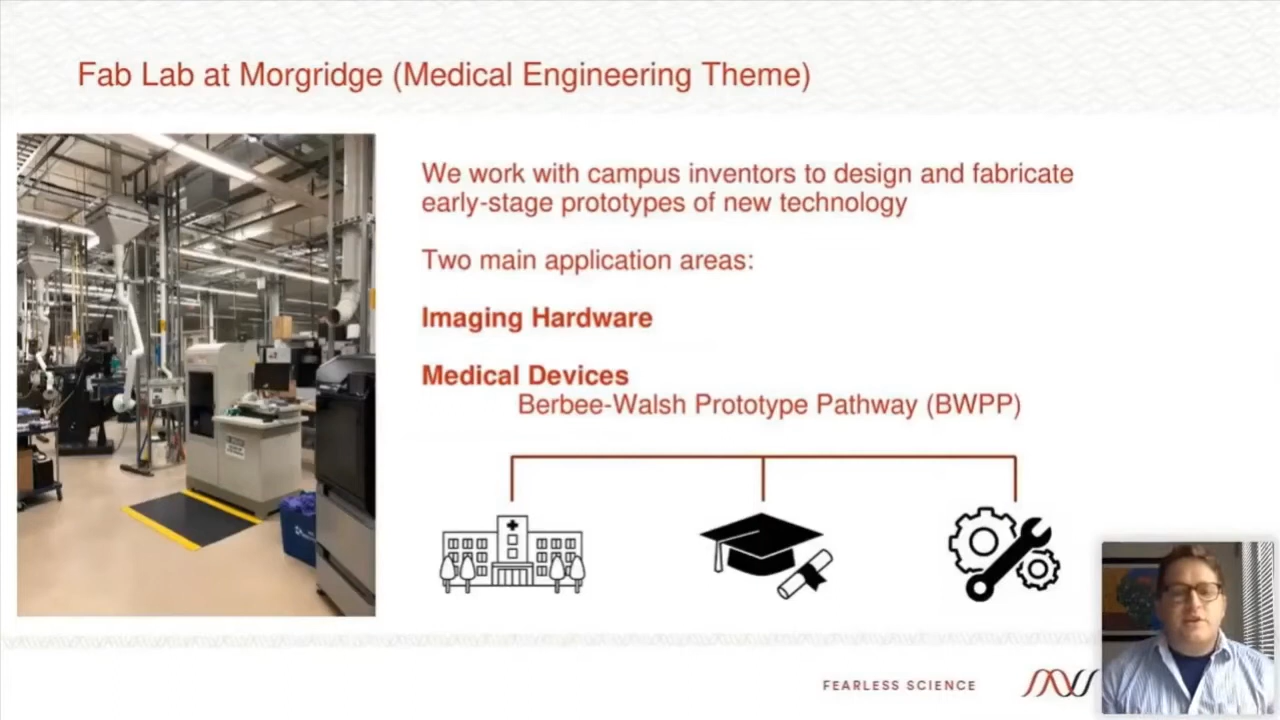 Fab Lab at Morgridge (Medical Engineering Theme)
We work with campus inventors to design and fabricate
early-stage prototypes of new technology
Two main application areas:
Imaging Hardware
Medical Devices
Berbee-Walsh Prototype Pathway (BWPP)
FEARLESS SCIENCE